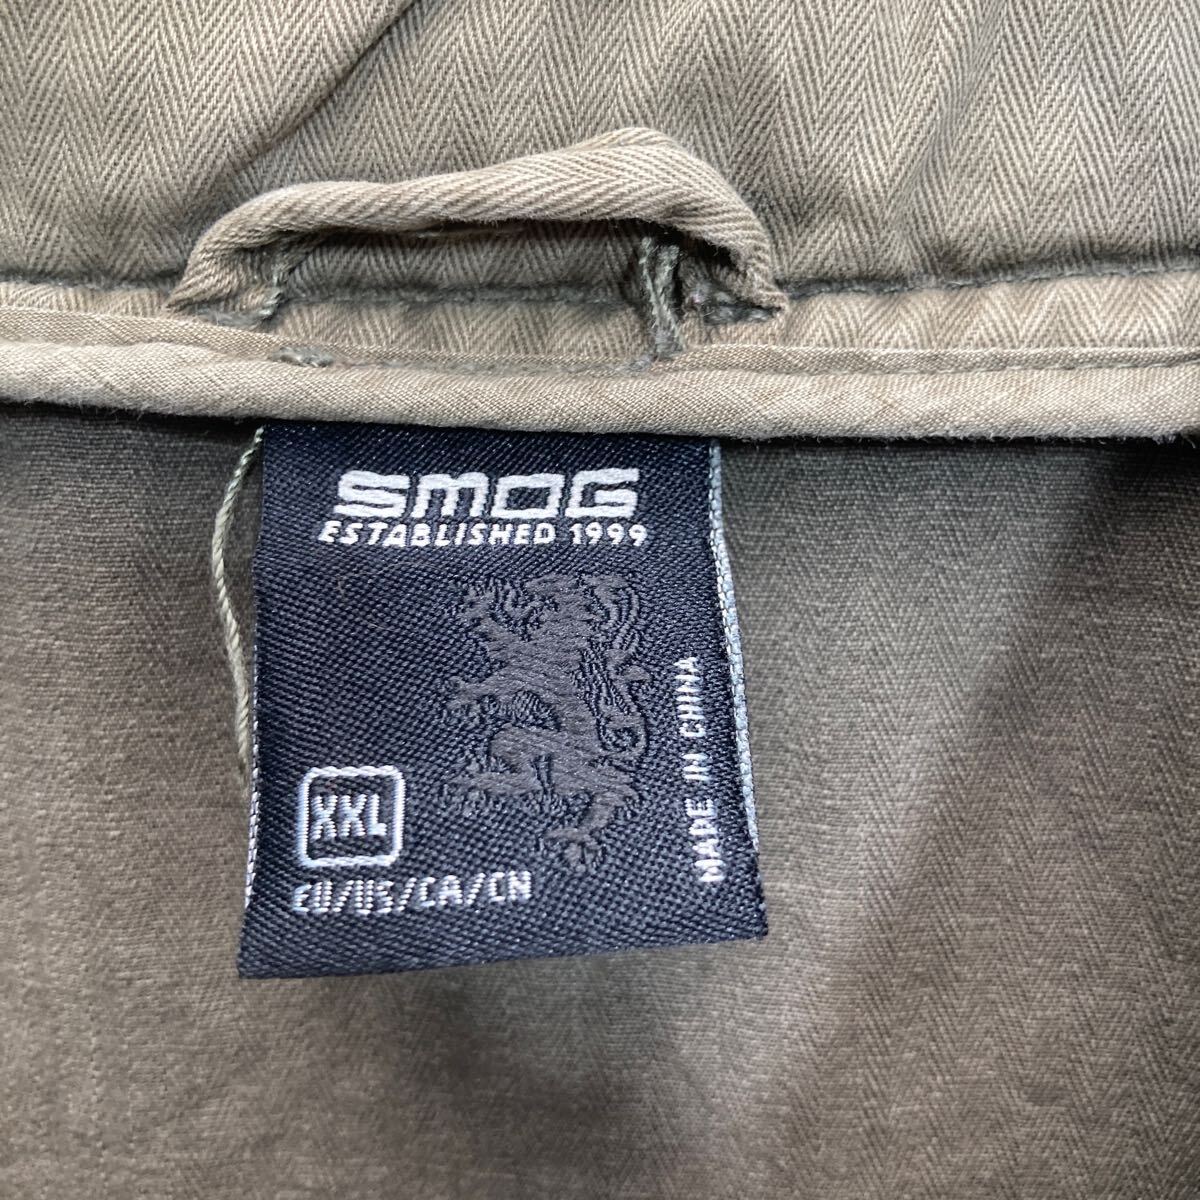 SMOG
ESTABLISHED 1999
MADE IN CHINA
XXL
EU/US/CA/CN